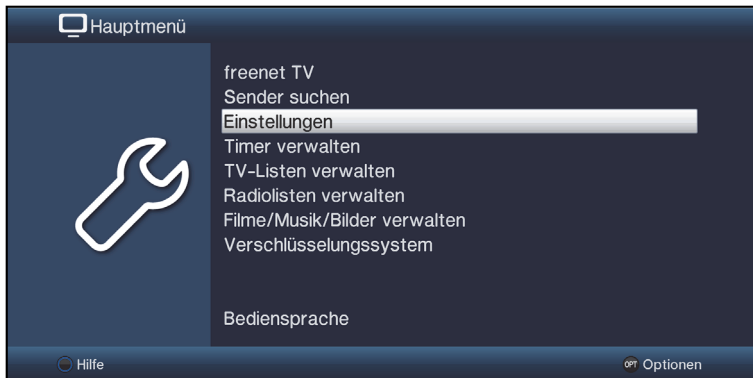 Hauptmenü
freenet TV
Sender suchen
Einstellungen
Timer verwalten
TV-Listen verwalten
Radiolisten verwalten
Filme/Musik/Bilder verwalten
Verschlüsselungssystem
Bediensprache
Hilfe
OPT Optionen